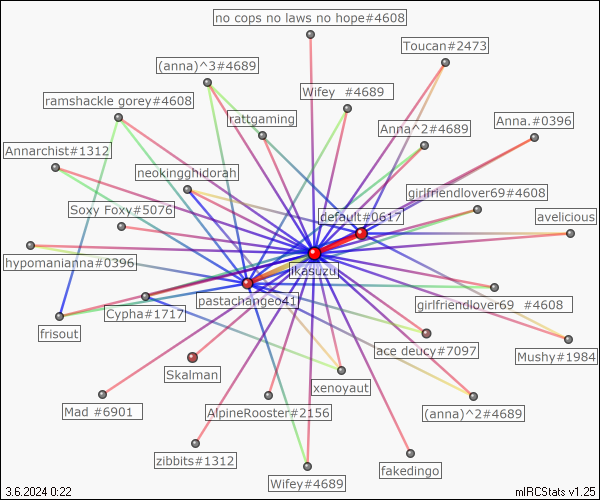 no cops no laws no hope#4608
Toucan#2473
(anna)^3#4689
Wifey #4689
ramshackle gorey#4608
rattgaming
Anna^2#4689
Anna.#0396
Annarchist#1312
neokingghidorah
girlfriendlover69#4608
Soxy Foxy#5076
default#0617
avelicious
hypomanianna#0396
ikasuzu
pastachangeo41
girlfriendlover69 #4608
Cypha#1717
frisout
ace deucy#7097
Mushy#1984
Skalman
xenoyaut
Mad #6901
AlpineRooster#2156
(anna)^2#4689
zibbits#1312
fakedingo
Wifey#4689
3.6.2024 0:22
mIRCStats v1.25